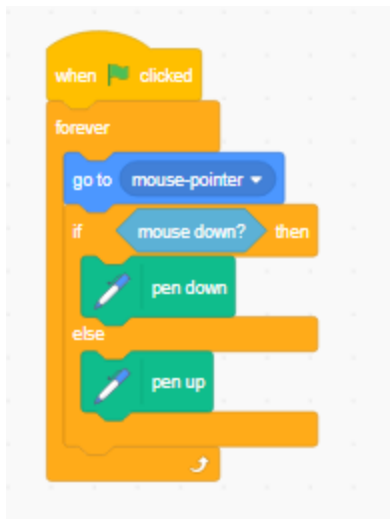 when clicked
forever
go to mouse-pointer
if mouse down? then
pen down
else
pen up